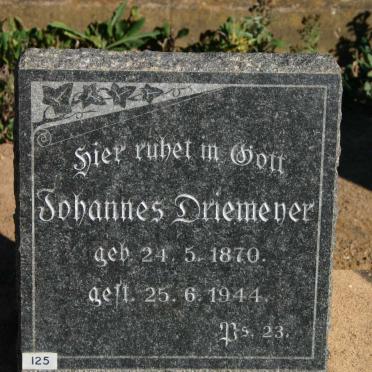 Hier ruhet in Gott
Johannes Driemeyer
geb. 24. 5. 1870.
gest. 25. 6. 1944.
Ps. 23.
125